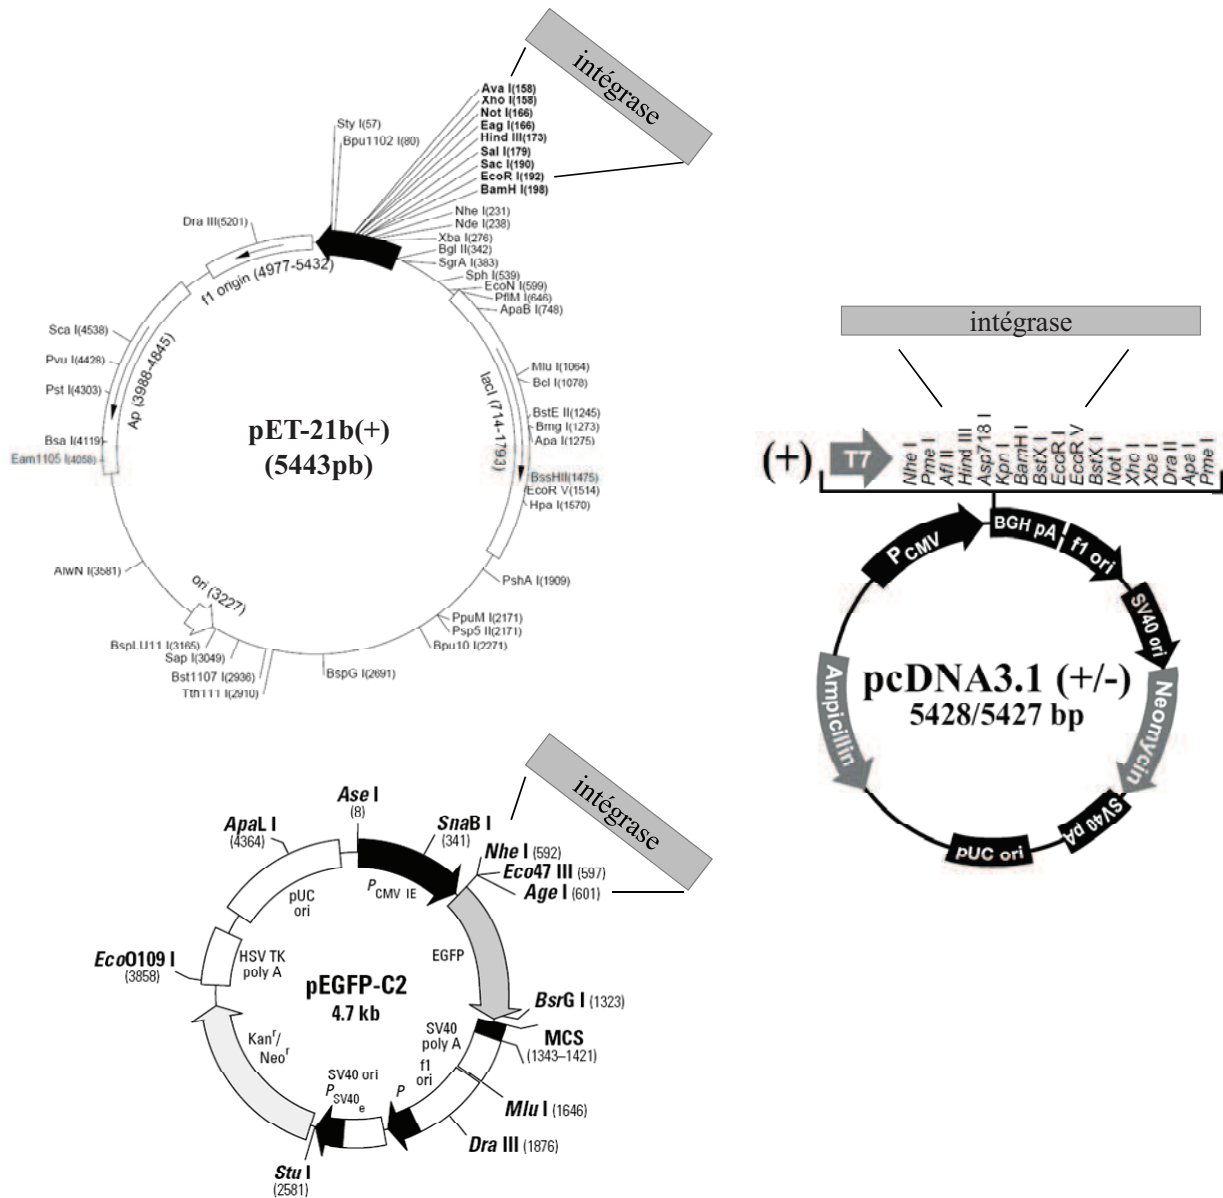 intégrase
Ava I(158)
Xho I(158)
Not I(166)
Eag I(166)
Hind III(173)
Sal I(179)
Sac I(190)
EcoR I(192)
BamH I(198)
Sty I(57)
Bpu1102 I(80)
Nhe I(231)
Nde I(238)
Xba I(276)
Bgl II(342)
SgrA I(383)
Sph I(539)
EcoN I(599)
PflM I(646)
ApaB I(748)
Dra III(5201)
f1 origin (4977-5432)
Sca I(4538)
Pvu I(4428)
Pst I(4303)
Bsa I(4119)
Eam1105 I(4058)
Ap (3988-4845)
lacI (714-1793)
Mlu I(1064)
Bcl I(1078)
BstE II(1245)
Bmg I(1273)
Apa I(1275)
BssHII(1475)
EcoR V(1514)
Hpa I(1570)
pET-21b(+)
(5443pb)
AlwN I(3581)
ori (3227)
PshA I(1909)
PpuM I(2171)
Psp5 II(2171)
Bpu10 I(2271)
BspLU11 I(3165)
Sap I(3049)
Bst1107 I(2936)
Tth111 I(2910)
BspG I(2691)
intégrase
(+)
T7
Nhe I
Pme I
Afl II
Hind III
Asp718 I
Kpn I
BamH I
BstX I
EcoR I
EcoR V
BstX I
Not I
Xho I
Xba I
Dra II
Apa I
Pme I
PCMV
BGH pA
f1 ori
SV40 ori
Neomycin
SV40 pA
pUC ori
Ampicillin
pcDNA3.1 (+/-)
5428/5427 bp
intégrase
Ase I
(8)
SnaB I
(341)
Nhe I (592)
Eco47 III (597)
Age I (601)
ApaL I
(4364)
pUC
ori
PCMV IE
EGFP
EcoO109 I
(3858)
HSV TK
poly A
pEGFP-C2
4.7 kb
BsrG I (1323)
MCS
(1343–1421)
SV40
poly A
f1
ori
Kanr/
Neor
SV40 ori
PSV40e
P
Mlu I (1646)
Dra III (1876)
Stu I
(2581)